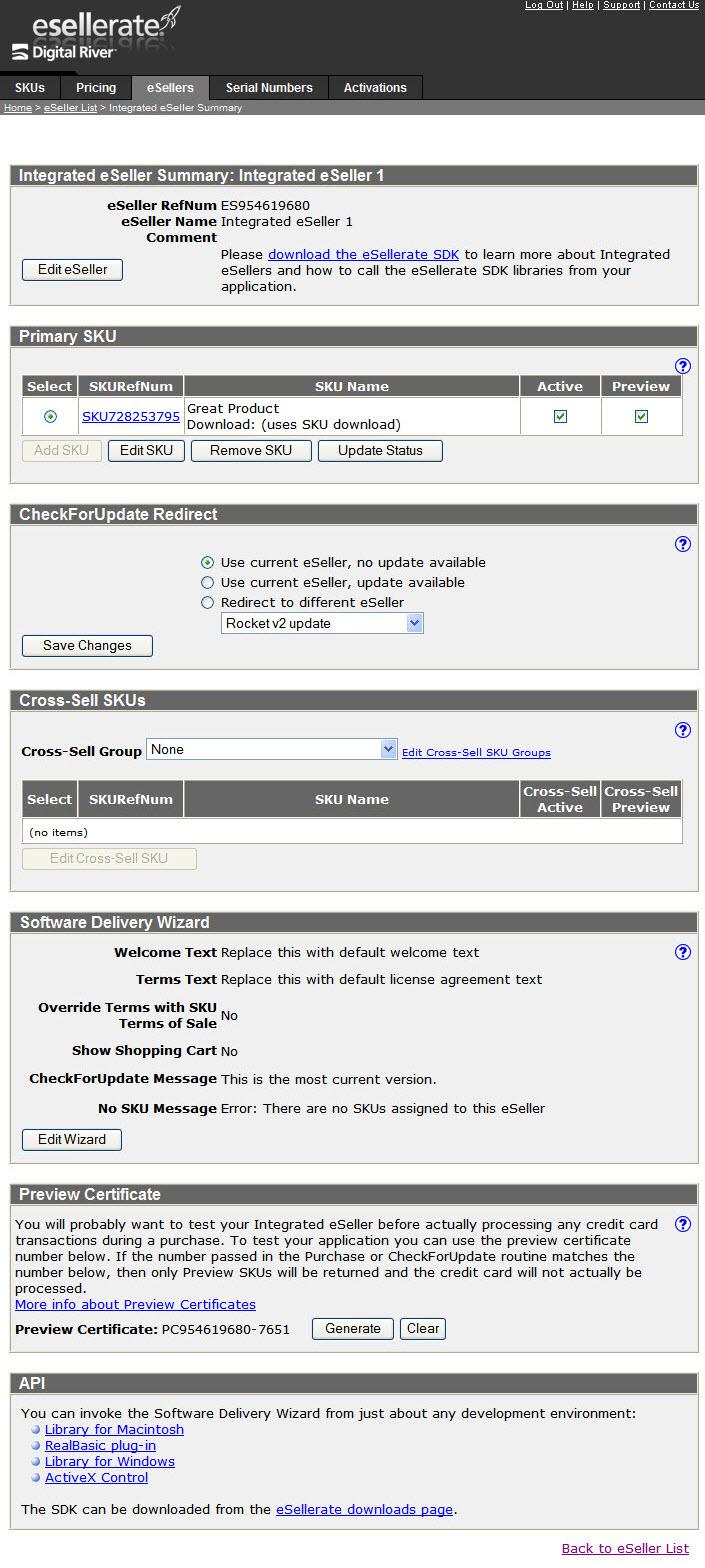 Log Out | Help | Support | Contact Us
esellerate
Digital River
SKUs Pricing eSellers Serial Numbers Activations
Home > eSeller List > Integrated eSeller Summary
Integrated eSeller Summary: Integrated eSeller 1
eSeller RefNum ES954619680
eSeller Name Integrated eSeller 1
Comment
Please download the eSellerate SDK to learn more about Integrated
Edit eSeller eSellers and how to call the eSellerate SDK libraries from your
application.
Primary SKU
?
Select SKURefNum SKU Name Active Preview
SKU728253795 Great Product
Download: (uses SKU download)
Add SKU Edit SKU Remove SKU Update Status
CheckForUpdate Redirect
?
Use current eSeller, no update available
Use current eSeller, update available
Redirect to different eSeller
Rocket v2 update
Save Changes
Cross-Sell SKUs
?
Cross-Sell Group None Edit Cross-Sell SKU Groups
Select SKURefNum SKU Name Cross-Sell Active Cross-Sell Preview
(no items)
Edit Cross-Sell SKU
Software Delivery Wizard
Welcome Text Replace this with default welcome text ?
Terms Text Replace this with default license agreement text
Override Terms with SKU
Terms of Sale No
Show Shopping Cart No
CheckForUpdate Message This is the most current version.
No SKU Message Error: There are no SKUs assigned to this eSeller
Edit Wizard
Preview Certificate
You will probably want to test your Integrated eSeller before actually processing any credit card ?
transactions during a purchase. To test your application you can use the preview certificate
number below. If the number passed in the Purchase or CheckForUpdate routine matches the
number below, then only Preview SKUs will be returned and the credit card will not actually be
processed.
More info about Preview Certificates
Preview Certificate: PC954619680-7651 Generate Clear
API
You can invoke the Software Delivery Wizard from just about any development environment:
Library for Macintosh
RealBasic plug-in
Library for Windows
ActiveX Control
The SDK can be downloaded from the eSellerate downloads page.
Back to eSeller List